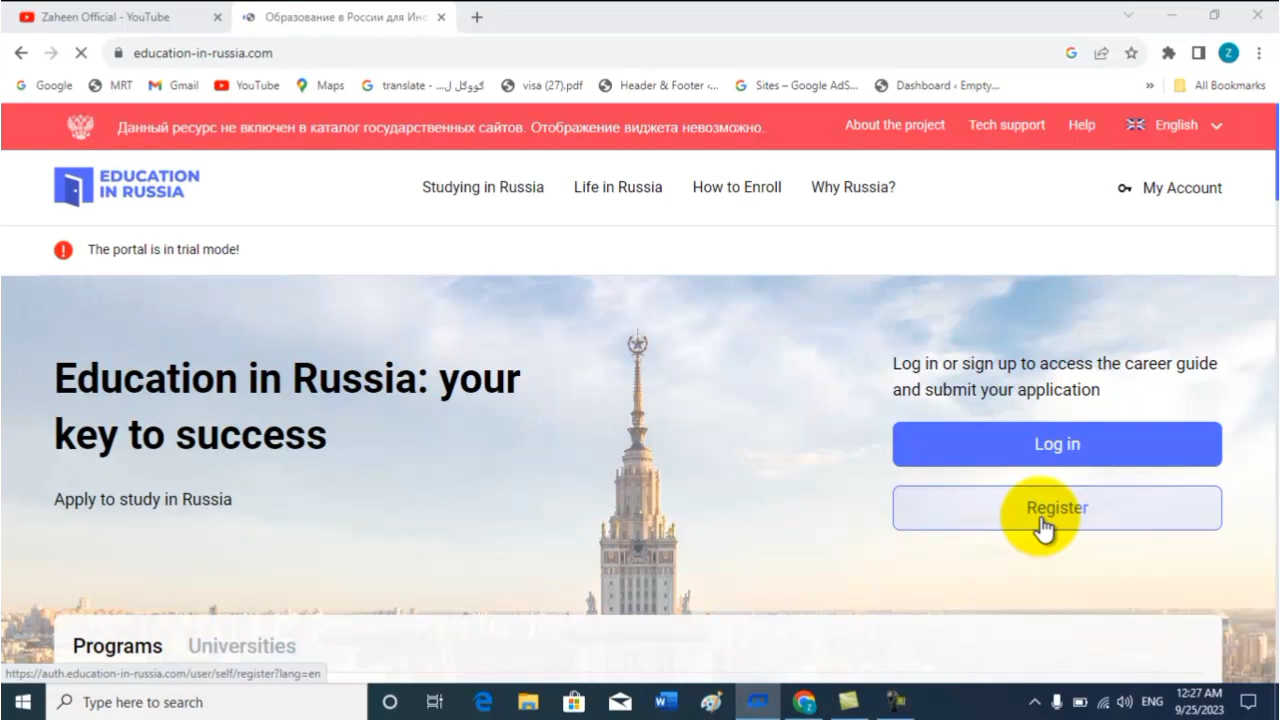 Zaheen Official - YouTube
Образование в России для Инс
education-in-russia.com
Z
Google
MRT
Gmail
YouTube
Maps
translate - ...كووكل ل
visa (27).pdf
Header & Footer ‹...
Sites – Google AdS...
Dashboard ‹ Empty...
»
All Bookmarks
Данный ресурс не включен в каталог государственных сайтов. Отображение виджета невозможно.
About the project
Tech support
Help
English
EDUCATION
IN RUSSIA
Studying in Russia
Life in Russia
How to Enroll
Why Russia?
My Account
The portal is in trial mode!
Education in Russia: your
key to success
Apply to study in Russia
Log in or sign up to access the career guide
and submit your application
Log in
Register
Programs
Universities
https://auth.education-in-russia.com/user/self/register?lang=en
Type here to search
ENG
12:27 AM
9/25/2023